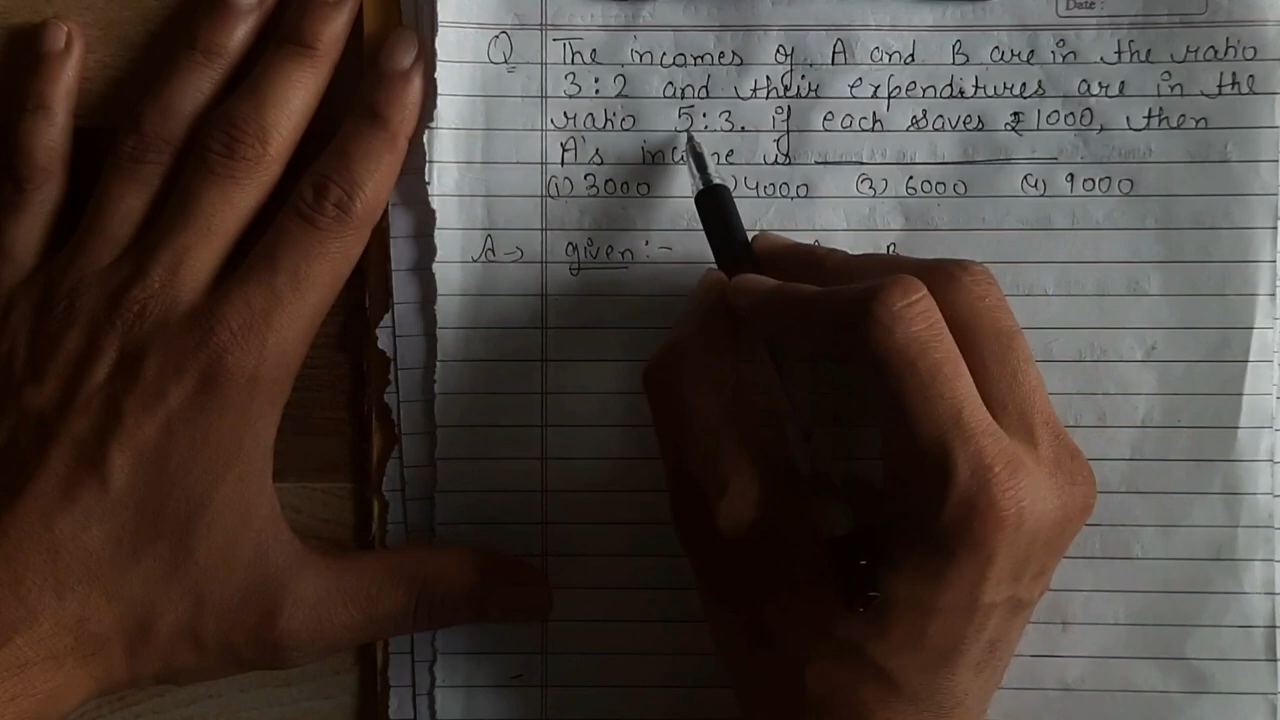 Date :
Q The incomes of A and B are in the ratio
3 : 2 and their expenditures are in the
ratio 5 : 3. if each saves ₹ 1000, then
A's income is
(1) 3000 ) 4000 (3) 6000 (4) 9000
A → given :- B